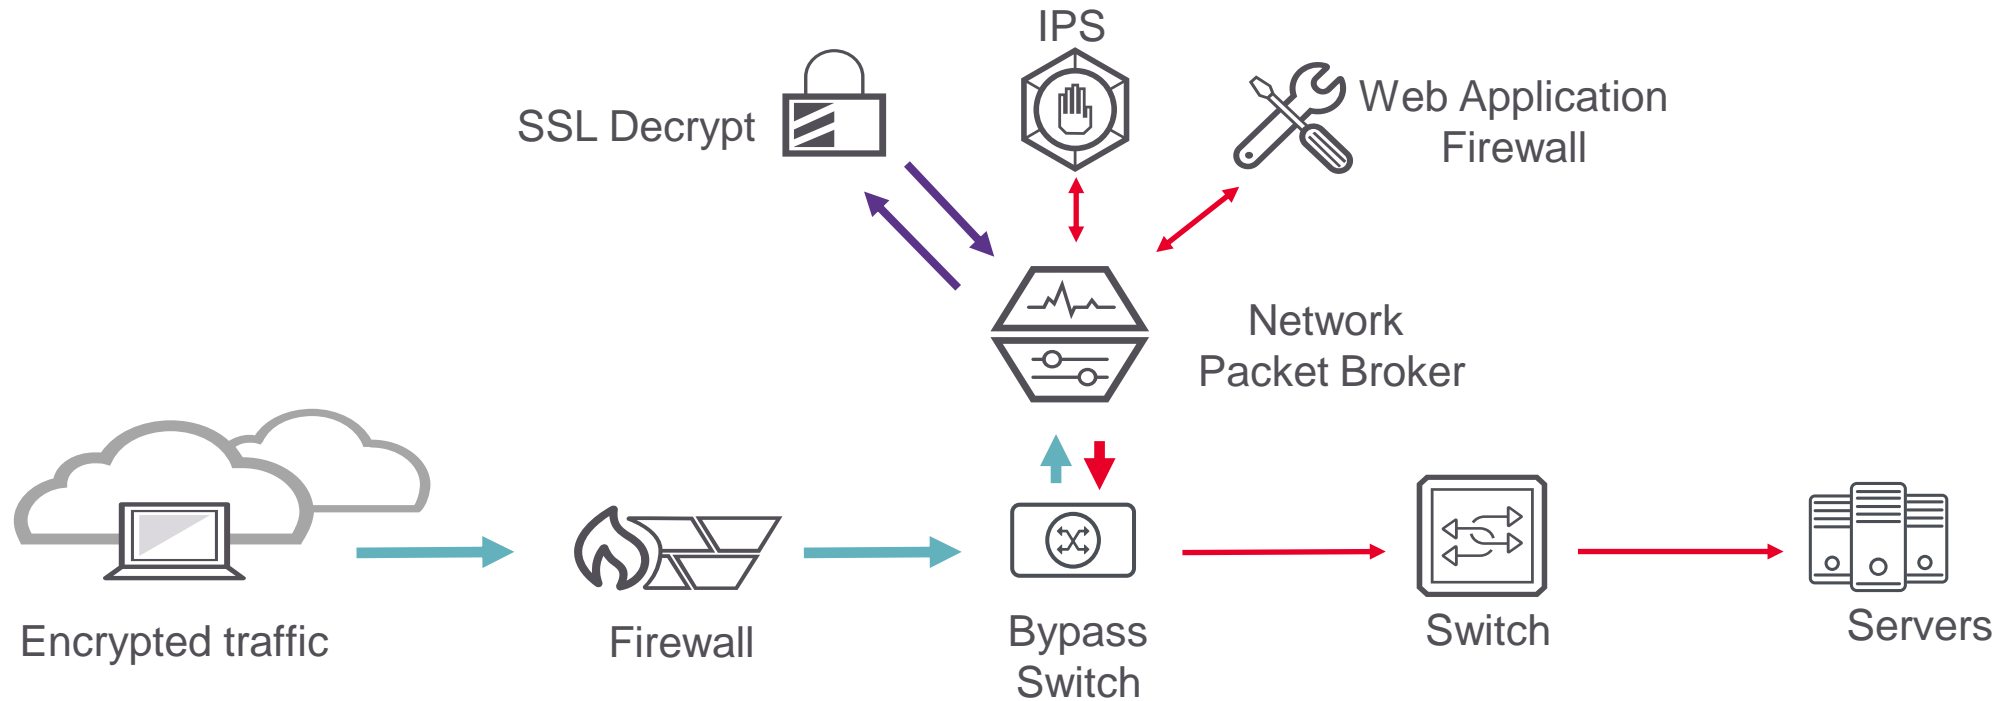 IPS
SSL Decrypt
Web Application
Firewall
Network
Packet Broker
Encrypted traffic
Firewall
Bypass
Switch
Switch
Servers